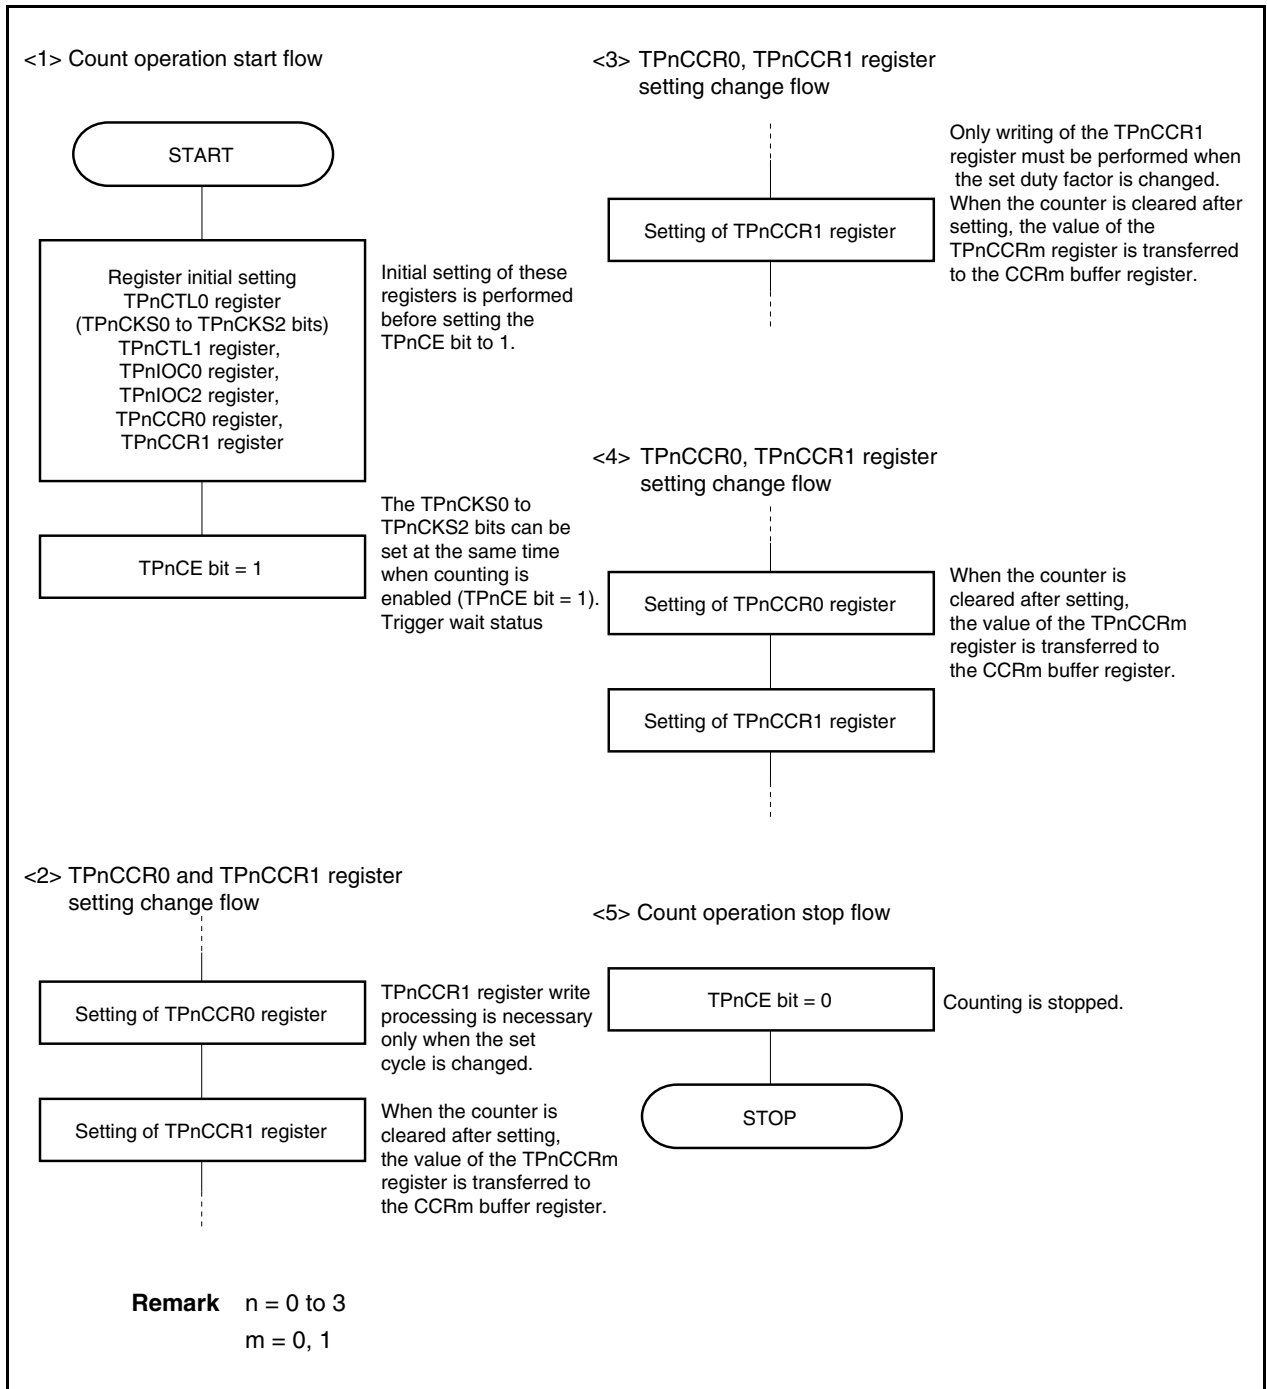 <1> Count operation start flow
START
Register initial setting
TPnCTL0 register
(TPnCKS0 to TPnCKS2 bits)
TPnCTL1 register,
TPnIOC0 register,
TPnIOC2 register,
TPnCCR0 register,
TPnCCR1 register
Initial setting of these
registers is performed
before setting the
TPnCE bit to 1.
TPnCE bit = 1
The TPnCKS0 to
TPnCKS2 bits can be
set at the same time
when counting is
enabled (TPnCE bit = 1).
Trigger wait status
<2> TPnCCR0 and TPnCCR1 register
setting change flow
Setting of TPnCCR0 register
TPnCCR1 register write
processing is necessary
only when the set
cycle is changed.
Setting of TPnCCR1 register
When the counter is
cleared after setting,
the value of the TPnCCRm
register is transferred to
the CCRm buffer register.
<3> TPnCCR0, TPnCCR1 register
setting change flow
Setting of TPnCCR1 register
Only writing of the TPnCCR1
register must be performed when
the set duty factor is changed.
When the counter is cleared after
setting, the value of the
TPnCCRm register is transferred
to the CCRm buffer register.
<4> TPnCCR0, TPnCCR1 register
setting change flow
Setting of TPnCCR0 register
When the counter is
cleared after setting,
the value of the TPnCCRm
register is transferred to
the CCRm buffer register.
Setting of TPnCCR1 register
<5> Count operation stop flow
TPnCE bit = 0
Counting is stopped.
STOP
Remark n = 0 to 3
m = 0, 1